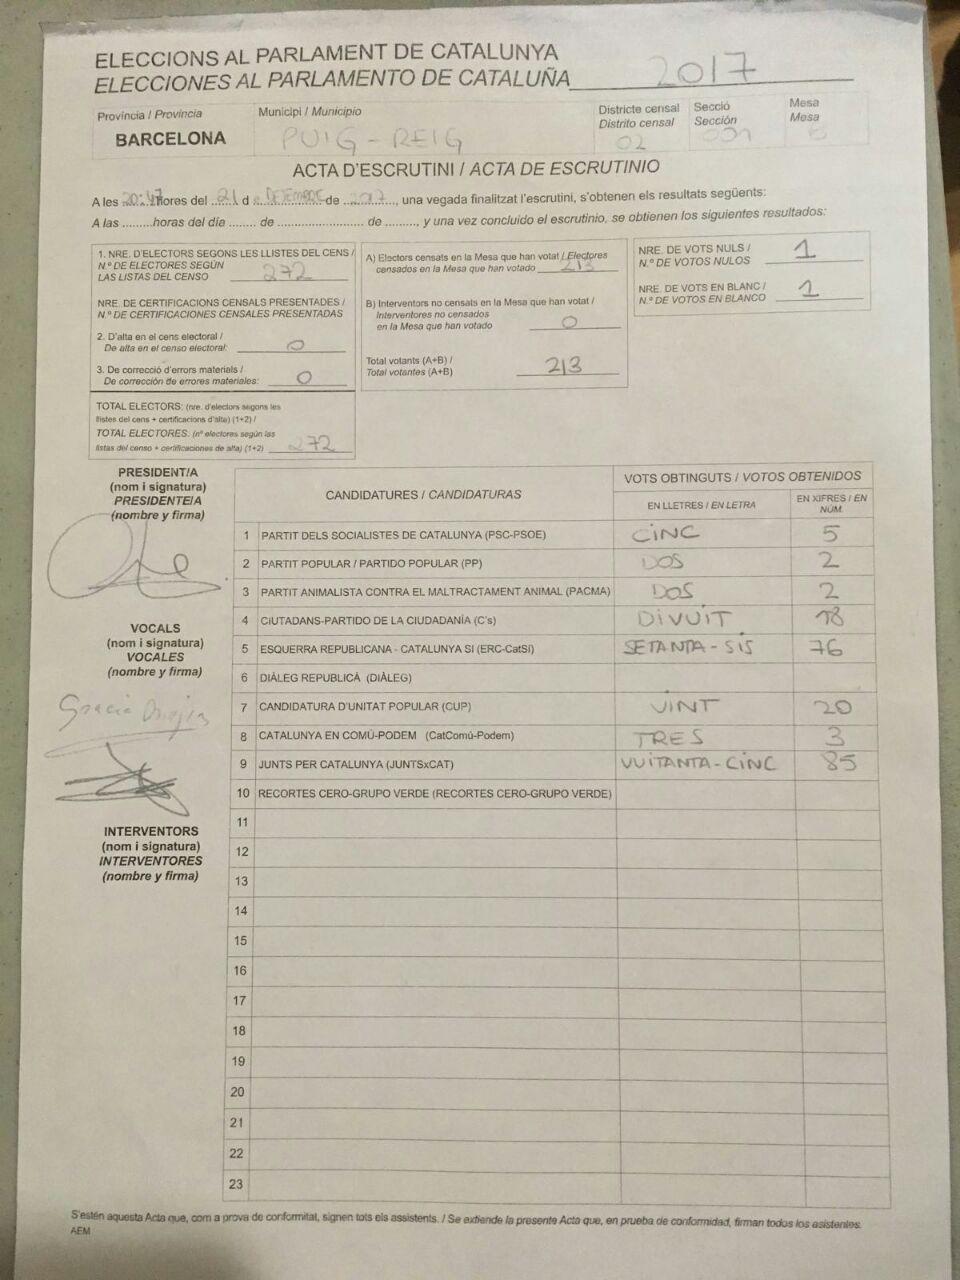 ELECCIONS AL PARLAMENT DE CATALUNYA
ELECCIONES AL PARLAMENTO DE CATALUÑA 2017
Província / Provincia
BARCELONA
Municipi / Municipio
PUIG-REIG
Districte censal
Distrito censal
02
Secció
Sección
001
Mesa
Mesa
ACTA D'ESCRUTINI / ACTA DE ESCRUTINIO
A les 20:47 hores del 21 d DESEMBRE de 2017, una vegada finalitzat l'escrutini, s'obtenen els resultats següents:
A las .........horas del día ........ de ........................ de ........., y una vez concluido el escrutinio, se obtienen los siguientes resultados:
1. NRE. D'ELECTORS SEGONS LES LLISTES DEL CENS /
N.º DE ELECTORES SEGÚN
LAS LISTAS DEL CENSO 272
NRE. DE CERTIFICACIONS CENSALS PRESENTADES /
N.º DE CERTIFICACIONES CENSALES PRESENTADAS
2. D'alta en el cens electoral /
De alta en el censo electoral: 0
3. De correcció d'errors materials /
De corrección de errores materiales: 0
TOTAL ELECTORS: (nre. d'electors segons les
llistes del cens + certificacions d'alta) (1+2) /
TOTAL ELECTORES: (nº electores según las
listas del censo + certificaciones de alta) (1+2) 272
A) Electors censats en la Mesa que han votat / Electores
censados en la Mesa que han votado 213
B) Interventors no censats en la Mesa que han votat /
Interventores no censados
en la Mesa que han votado 0
Total votants (A+B) /
Total votantes (A+B) 213
NRE. DE VOTS NULS /
N.º DE VOTOS NULOS 1
NRE. DE VOTS EN BLANC /
N.º DE VOTOS EN BLANCO 1
PRESIDENT/A
(nom i signatura)
PRESIDENTE/A
(nombre y firma)
VOCALS
(nom i signatura)
VOCALES
(nombre y firma)
Gracia
INTERVENTORS
(nom i signatura)
INTERVENTORES
(nombre y firma)
CANDIDATURES / CANDIDATURAS
VOTS OBTINGUTS / VOTOS OBTENIDOS
EN LLETRES / EN LETRA
EN XIFRES / EN NÚM.
1 PARTIT DELS SOCIALISTES DE CATALUNYA (PSC-PSOE) CINC 5
2 PARTIT POPULAR / PARTIDO POPULAR (PP) DOS 2
3 PARTIT ANIMALISTA CONTRA EL MALTRACTAMENT ANIMAL (PACMA) DOS 2
4 CIUTADANS-PARTIDO DE LA CIUDADANÍA (C's) DIVUIT 18
5 ESQUERRA REPUBLICANA - CATALUNYA SÍ (ERC-CatSí) SETANTA-SIS 76
6 DIÀLEG REPUBLICÀ (DIÀLEG)
7 CANDIDATURA D'UNITAT POPULAR (CUP) VINT 20
8 CATALUNYA EN COMÚ-PODEM (CatComú-Podem) TRES 3
9 JUNTS PER CATALUNYA (JUNTSxCAT) VUITANTA-CINC 85
10 RECORTES CERO-GRUPO VERDE (RECORTES CERO-GRUPO VERDE)
11
12
13
14
15
16
17
18
19
20
21
22
23
S'estén aquesta Acta que, com a prova de conformitat, signen tots els assistents. / Se extiende la presente Acta que, en prueba de conformidad, firman todos los asistentes.
AEM